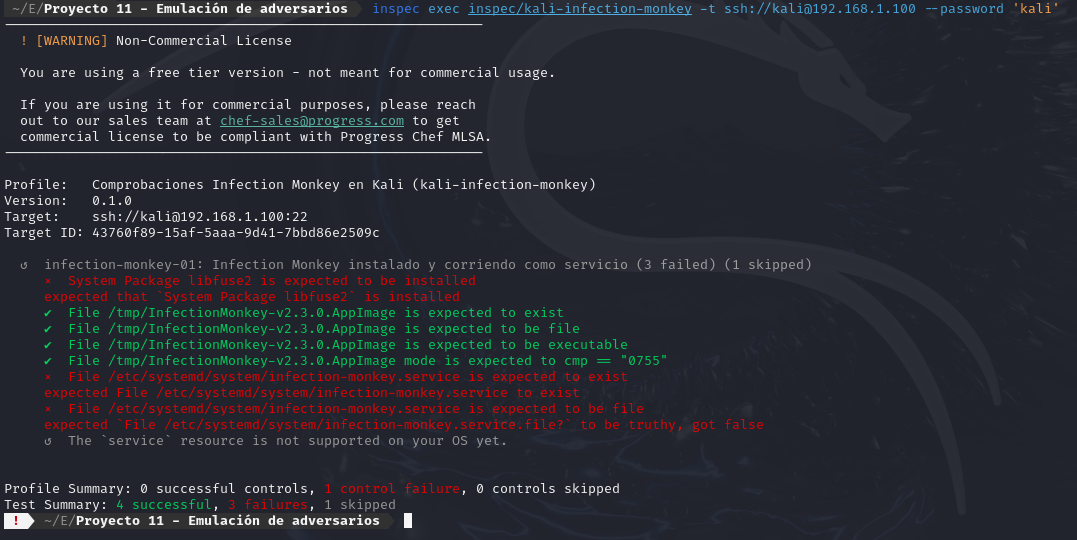 ~/E/Proyecto 11 - Emulación de adversarios inspec exec inspec/kali-infection-monkey -t ssh://kali@192.168.1.100 --password 'kali'
! [WARNING] Non-Commercial License
You are using a free tier version - not meant for commercial usage.
If you are using it for commercial purposes, please reach
out to our sales team at chef-sales@progress.com to get
commercial license to be compliant with Progress Chef MLSA.
Profile:   Comprobaciones Infection Monkey en Kali (kali-infection-monkey)
Version:   0.1.0
Target:    ssh://kali@192.168.1.100:22
Target ID: 43760f89-15af-5aaa-9d41-7bbd86e2509c
↺  infection-monkey-01: Infection Monkey instalado y corriendo como servicio (3 failed) (1 skipped)
×  System Package libfuse2 is expected to be installed
expected that `System Package libfuse2` is installed
✔  File /tmp/InfectionMonkey-v2.3.0.AppImage is expected to exist
✔  File /tmp/InfectionMonkey-v2.3.0.AppImage is expected to be file
✔  File /tmp/InfectionMonkey-v2.3.0.AppImage is expected to be executable
✔  File /tmp/InfectionMonkey-v2.3.0.AppImage mode is expected to cmp == "0755"
×  File /etc/systemd/system/infection-monkey.service is expected to exist
expected File /etc/systemd/system/infection-monkey.service to exist
×  File /etc/systemd/system/infection-monkey.service is expected to be file
expected `File /etc/systemd/system/infection-monkey.service.file?` to be truthy, got false
↺  The `service` resource is not supported on your OS yet.
Profile Summary: 0 successful controls, 1 control failure, 0 controls skipped
Test Summary: 4 successful, 3 failures, 1 skipped
! ~/E/Proyecto 11 - Emulación de adversarios